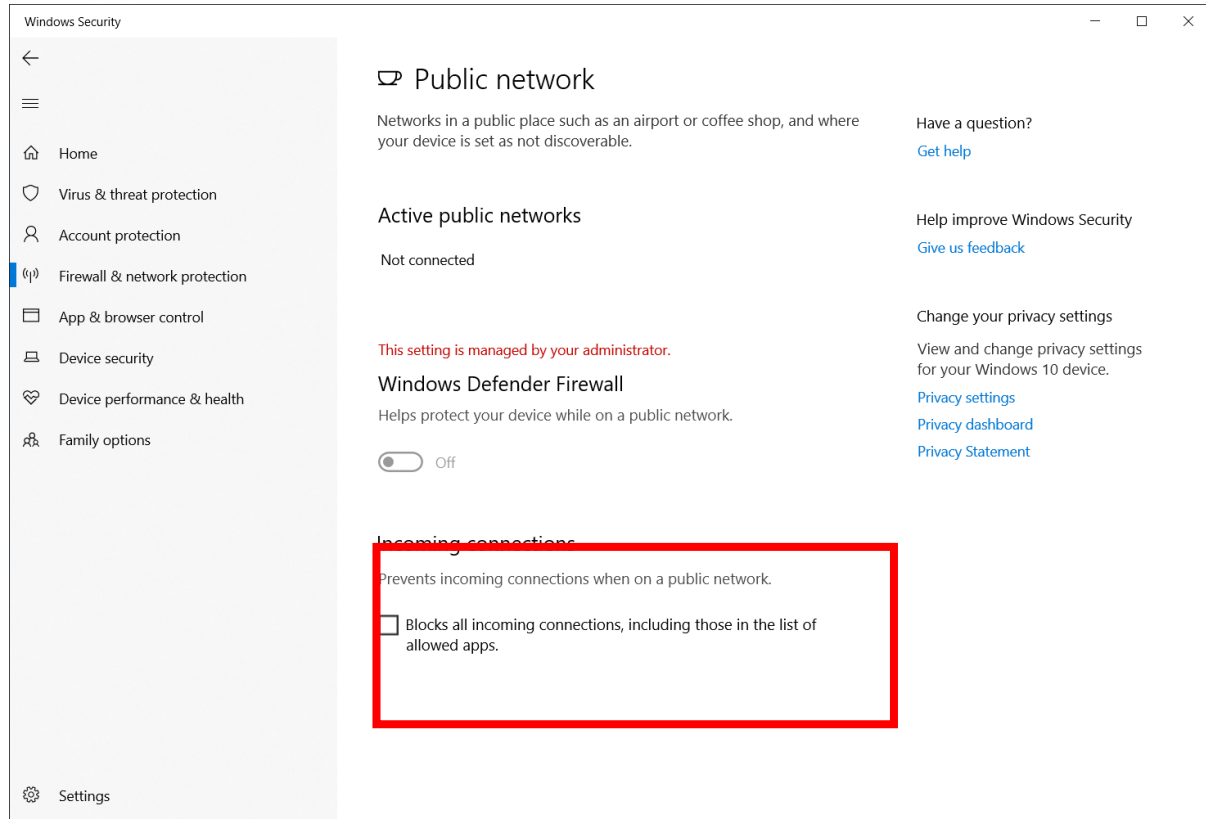 Windows Security
Home
Virus & threat protection
Account protection
Firewall & network protection
App & browser control
Device security
Device performance & health
Family options
Settings
Public network
Networks in a public place such as an airport or coffee shop, and where
your device is set as not discoverable.
Active public networks
Not connected
This setting is managed by your administrator.
Windows Defender Firewall
Helps protect your device while on a public network.
Off
Incoming connections
Prevents incoming connections when on a public network.
Blocks all incoming connections, including those in the list of
allowed apps.
Have a question?
Get help
Help improve Windows Security
Give us feedback
Change your privacy settings
View and change privacy settings
for your Windows 10 device.
Privacy settings
Privacy dashboard
Privacy Statement